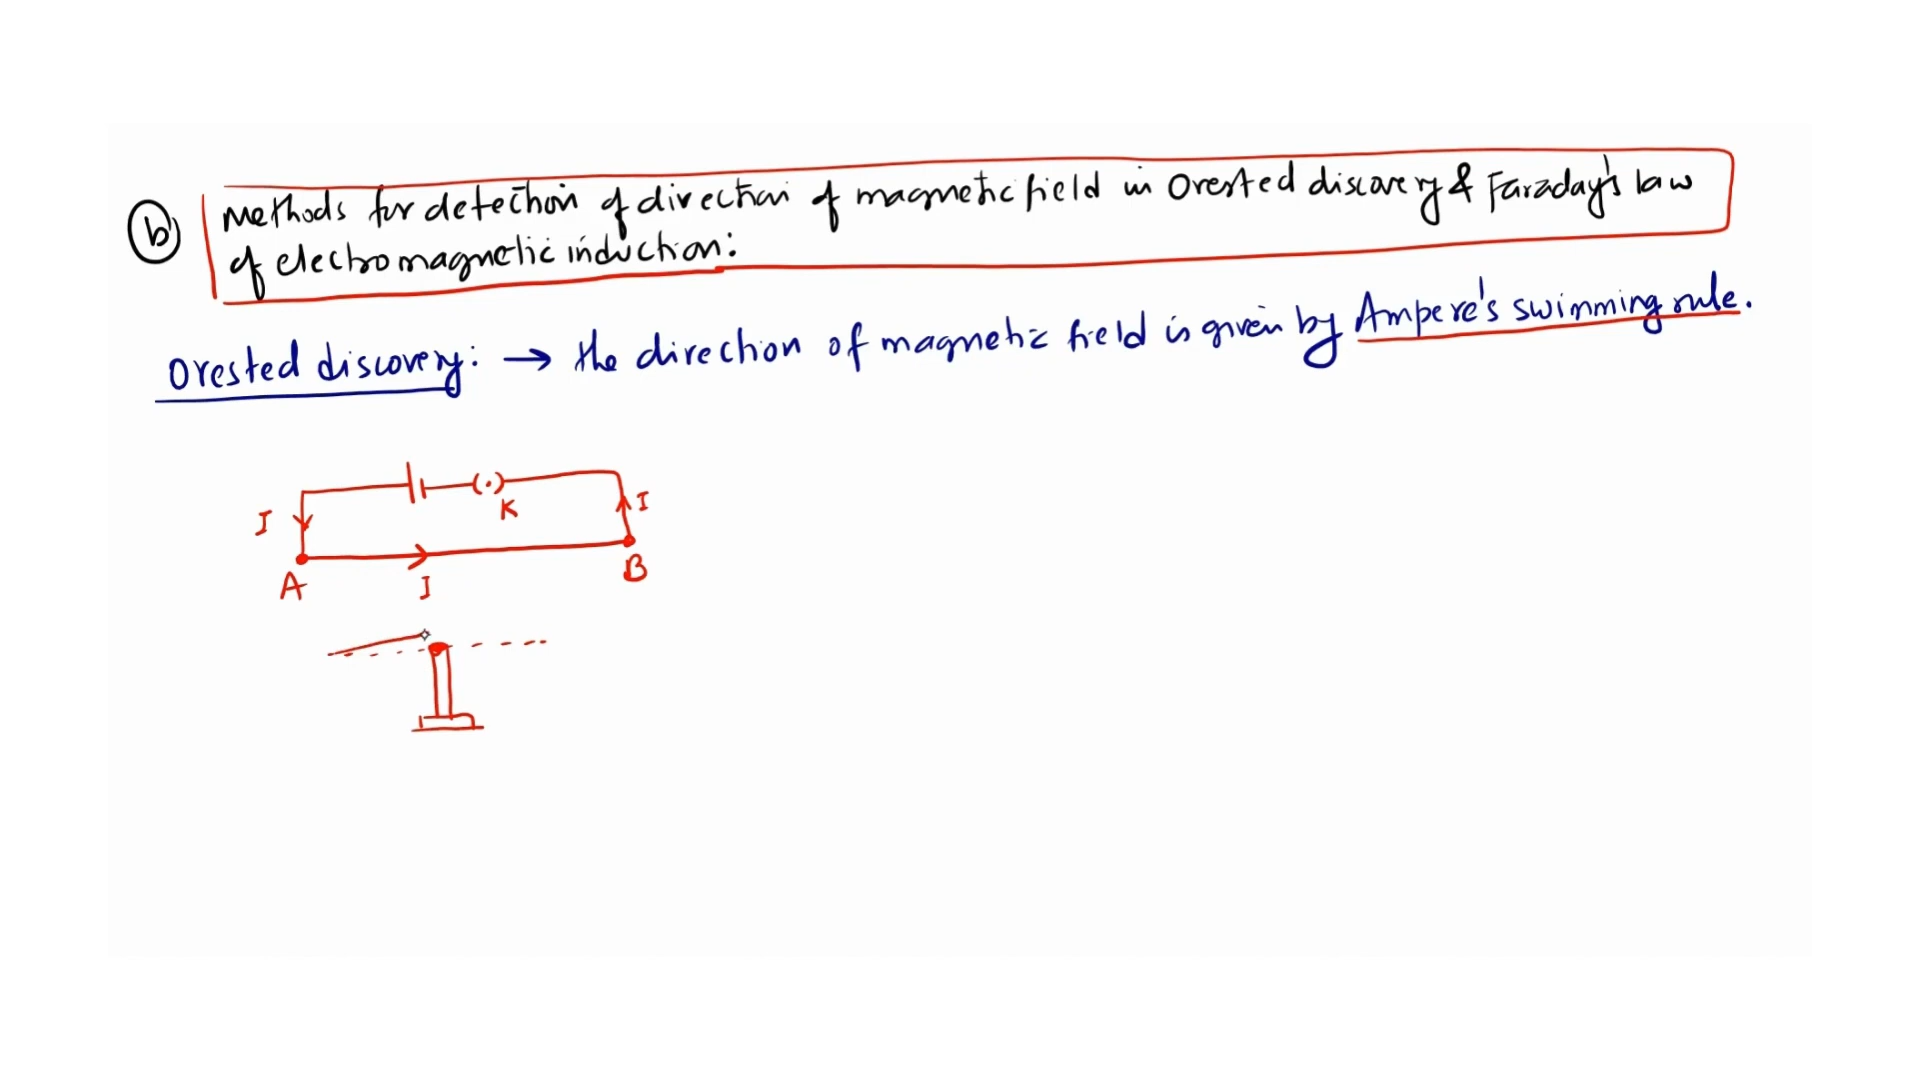 (b) Methods for detection of direction of magnetic field in Orested discovery & Faraday's law
of electromagnetic induction:
Orested discovery: → the direction of magnetic field is given by Ampere's swimming rule.
I K I
A I B